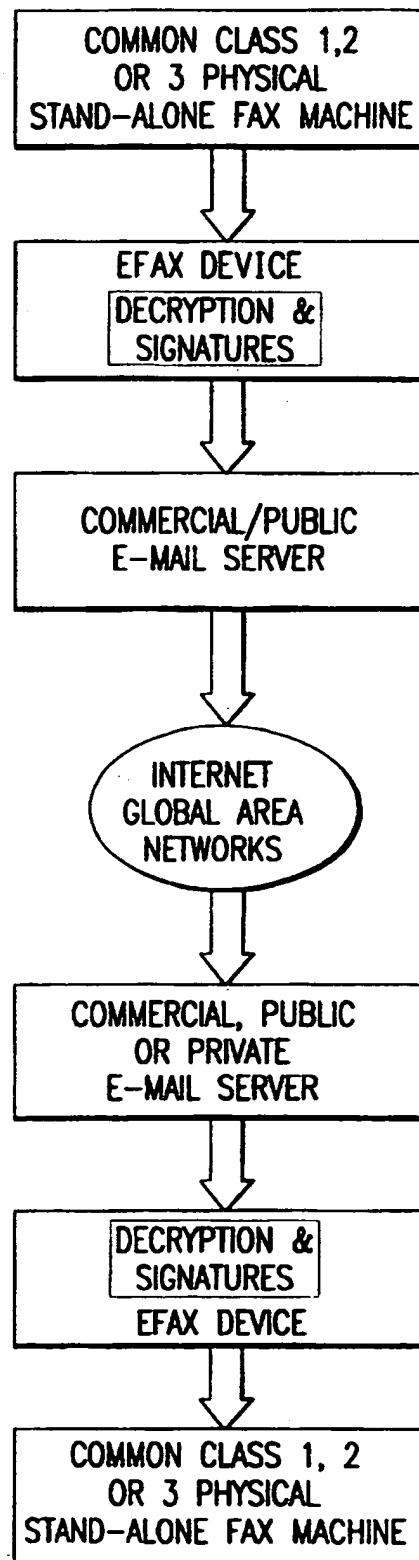 COMMON CLASS 1,2
OR 3 PHYSICAL
STAND-ALONE FAX MACHINE
EFAX DEVICE
DECRYPTION &
SIGNATURES
COMMERCIAL/PUBLIC
E-MAIL SERVER
INTERNET
GLOBAL AREA
NETWORKS
COMMERCIAL, PUBLIC
OR PRIVATE
E-MAIL SERVER
DECRYPTION &
SIGNATURES
EFAX DEVICE
COMMON CLASS 1, 2
OR 3 PHYSICAL
STAND-ALONE FAX MACHINE